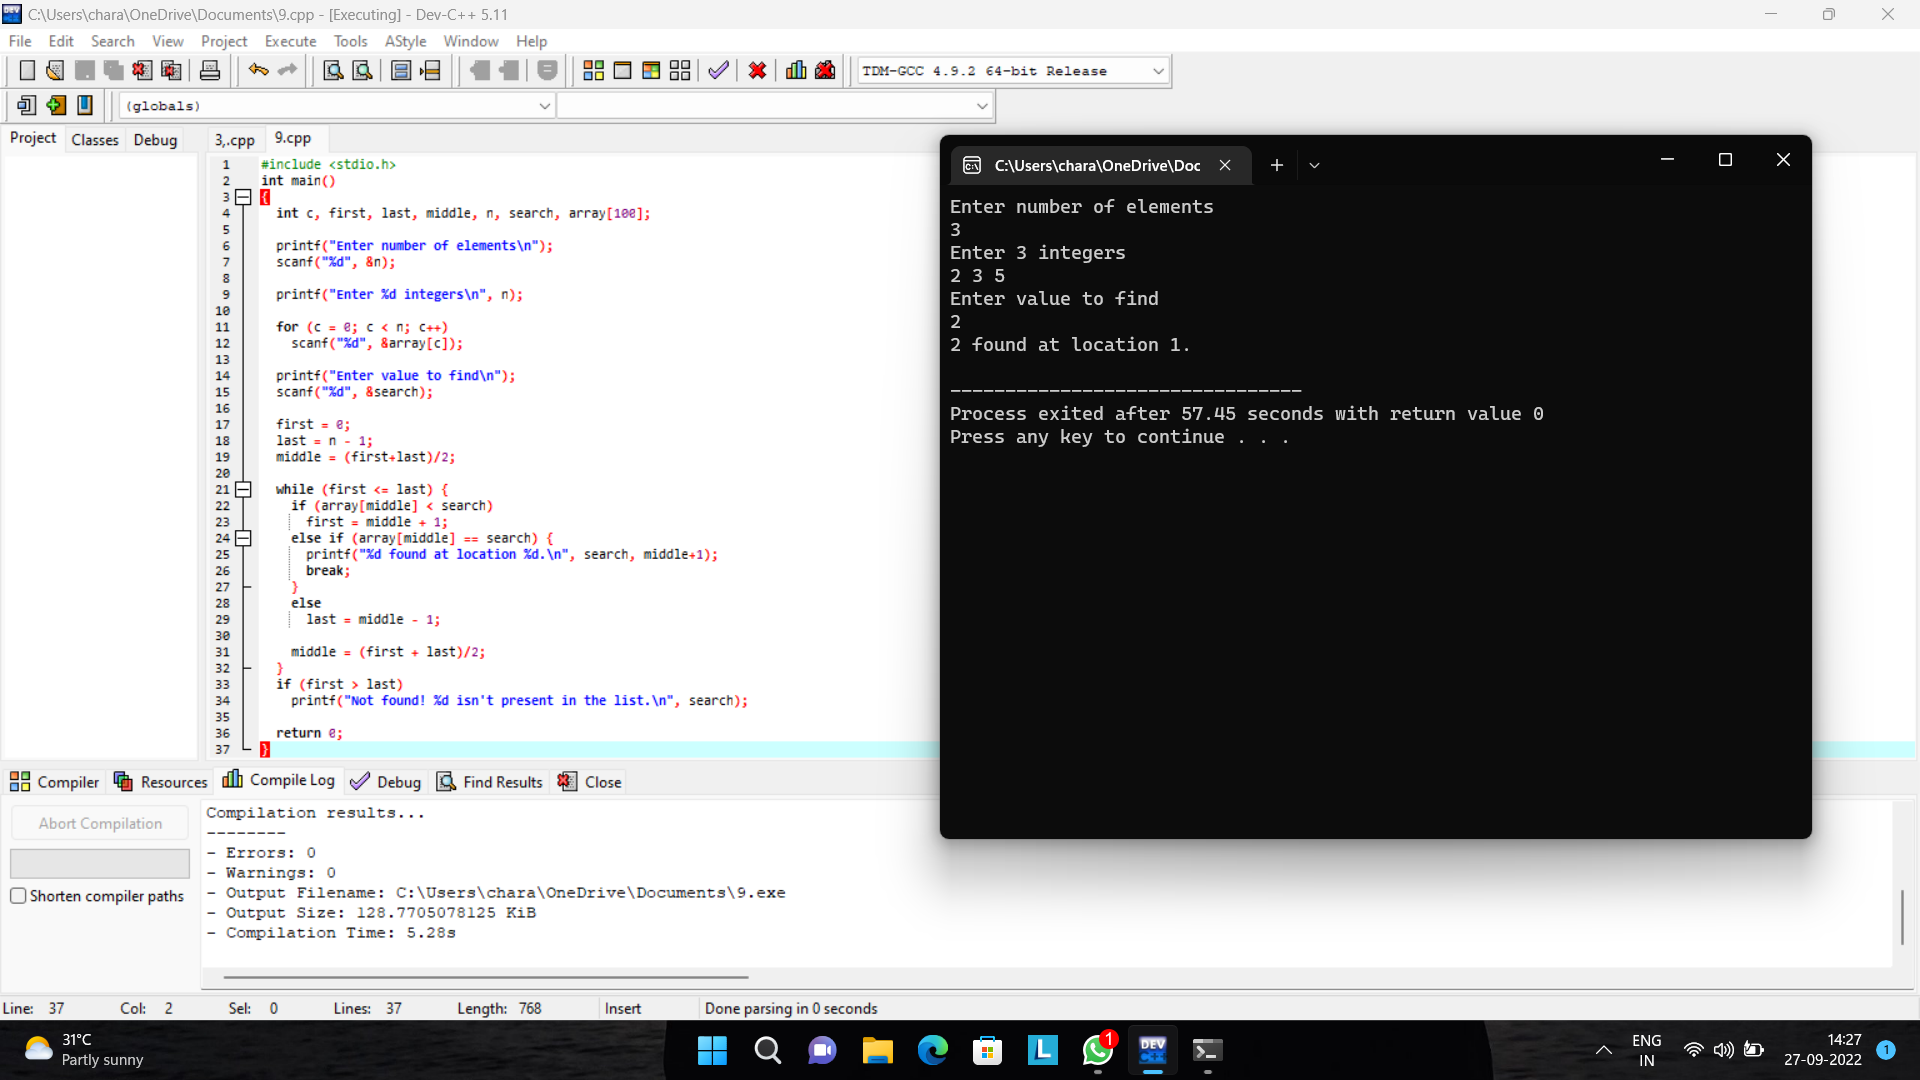 C:\Users\chara\OneDrive\Documents\9.cpp - [Executing] - Dev-C++ 5.11
File Edit Search View Project Execute Tools AStyle Window Help
TDM-GCC 4.9.2 64-bit Release
(globals)
Project Classes Debug
3,.cpp 9.cpp
1 #include <stdio.h>
2 int main()
3 {
4 int c, first, last, middle, n, search, array[100];
5
6 printf("Enter number of elements\n");
7 scanf("%d", &n);
8
9 printf("Enter %d integers\n", n);
10
11 for (c = 0; c < n; c++)
12 scanf("%d", &array[c]);
13
14 printf("Enter value to find\n");
15 scanf("%d", &search);
16
17 first = 0;
18 last = n - 1;
19 middle = (first+last)/2;
20
21 while (first <= last) {
22 if (array[middle] < search)
23 first = middle + 1;
24 else if (array[middle] == search) {
25 printf("%d found at location %d.\n", search, middle+1);
26 break;
27 }
28 else
29 last = middle - 1;
30
31 middle = (first + last)/2;
32 }
33 if (first > last)
34 printf("Not found! %d isn't present in the list.\n", search);
35
36 return 0;
37 }
C:\Users\chara\OneDrive\Doc
Enter number of elements
3
Enter 3 integers
2 3 5
Enter value to find
2
2 found at location 1.
--------------------------------
Process exited after 57.45 seconds with return value 0
Press any key to continue . . .
Compiler Resources Compile Log Debug Find Results Close
Abort Compilation
Shorten compiler paths
Compilation results...
--------
- Errors: 0
- Warnings: 0
- Output Filename: C:\Users\chara\OneDrive\Documents\9.exe
- Output Size: 128.7705078125 KiB
- Compilation Time: 5.28s
Line: 37 Col: 2 Sel: 0 Lines: 37 Length: 768 Insert Done parsing in 0 seconds
31°C
Partly sunny
L
1
DEV
C++
ENG
IN
14:27
27-09-2022
1